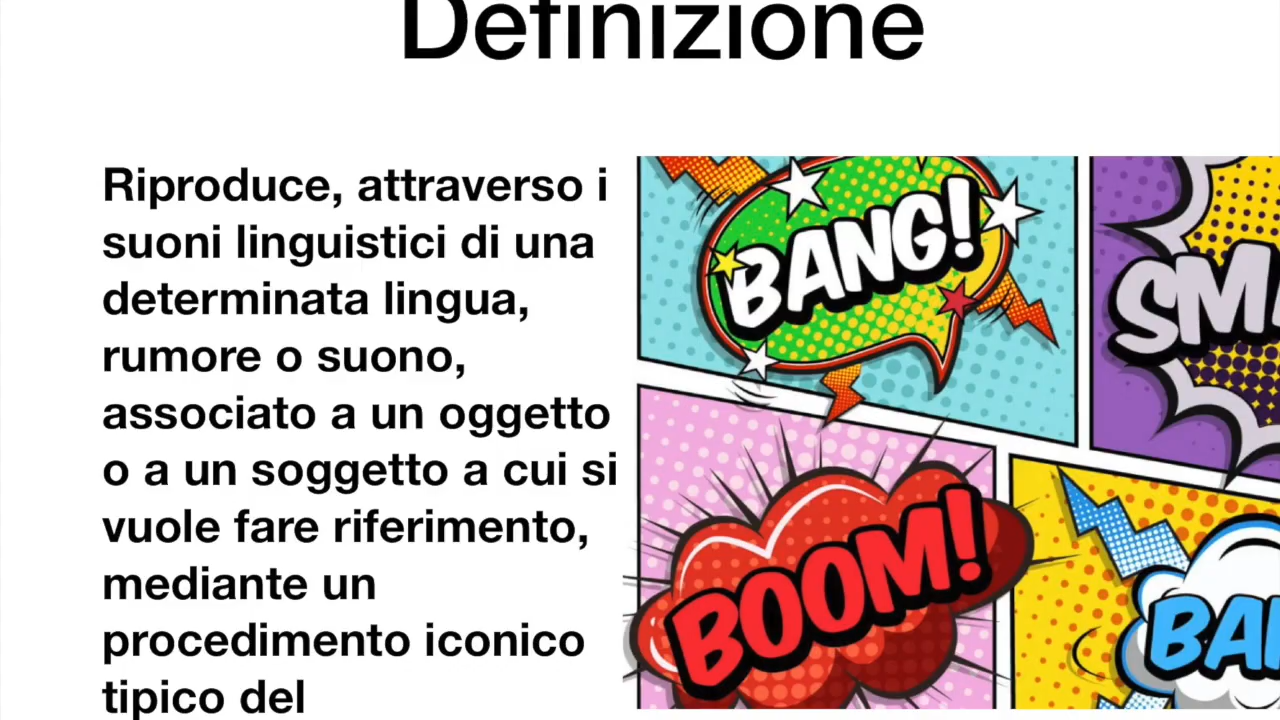 Definizione
Riproduce, attraverso i
suoni linguistici di una
determinata lingua,
rumore o suono,
associato a un oggetto
o a un soggetto a cui si
vuole fare riferimento,
mediante un
procedimento iconico
tipico del
BANG!
BOOM!